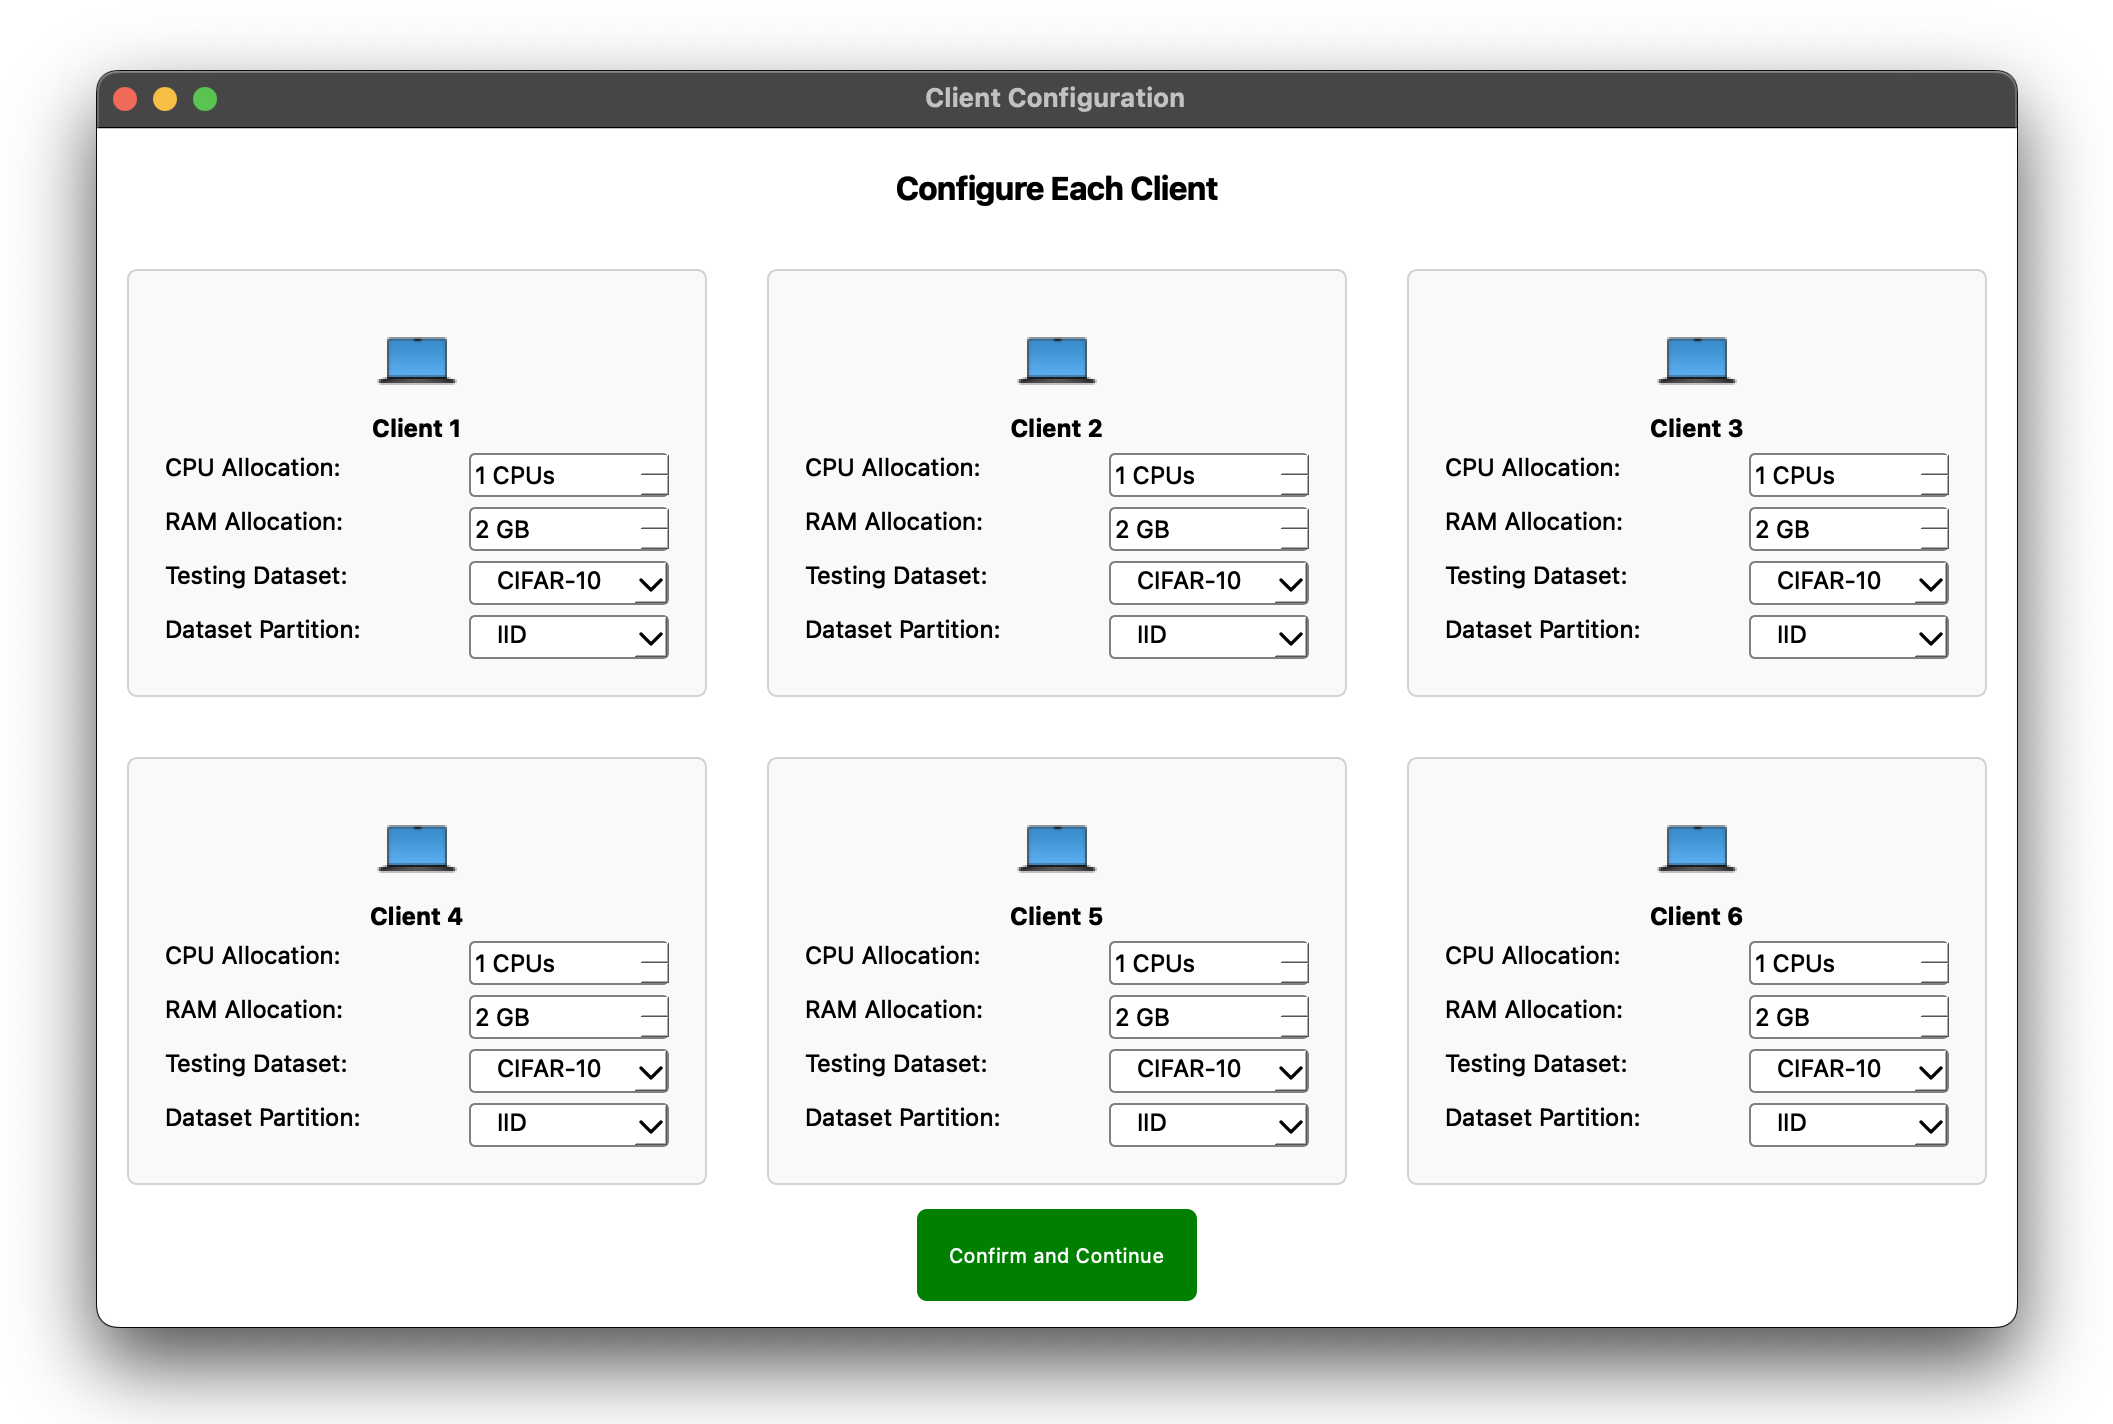 Client Configuration
Configure Each Client
Client 1
CPU Allocation: 1 CPUs
RAM Allocation: 2 GB
Testing Dataset: CIFAR-10
Dataset Partition: IID
Client 2
CPU Allocation: 1 CPUs
RAM Allocation: 2 GB
Testing Dataset: CIFAR-10
Dataset Partition: IID
Client 3
CPU Allocation: 1 CPUs
RAM Allocation: 2 GB
Testing Dataset: CIFAR-10
Dataset Partition: IID
Client 4
CPU Allocation: 1 CPUs
RAM Allocation: 2 GB
Testing Dataset: CIFAR-10
Dataset Partition: IID
Client 5
CPU Allocation: 1 CPUs
RAM Allocation: 2 GB
Testing Dataset: CIFAR-10
Dataset Partition: IID
Client 6
CPU Allocation: 1 CPUs
RAM Allocation: 2 GB
Testing Dataset: CIFAR-10
Dataset Partition: IID
Confirm and Continue